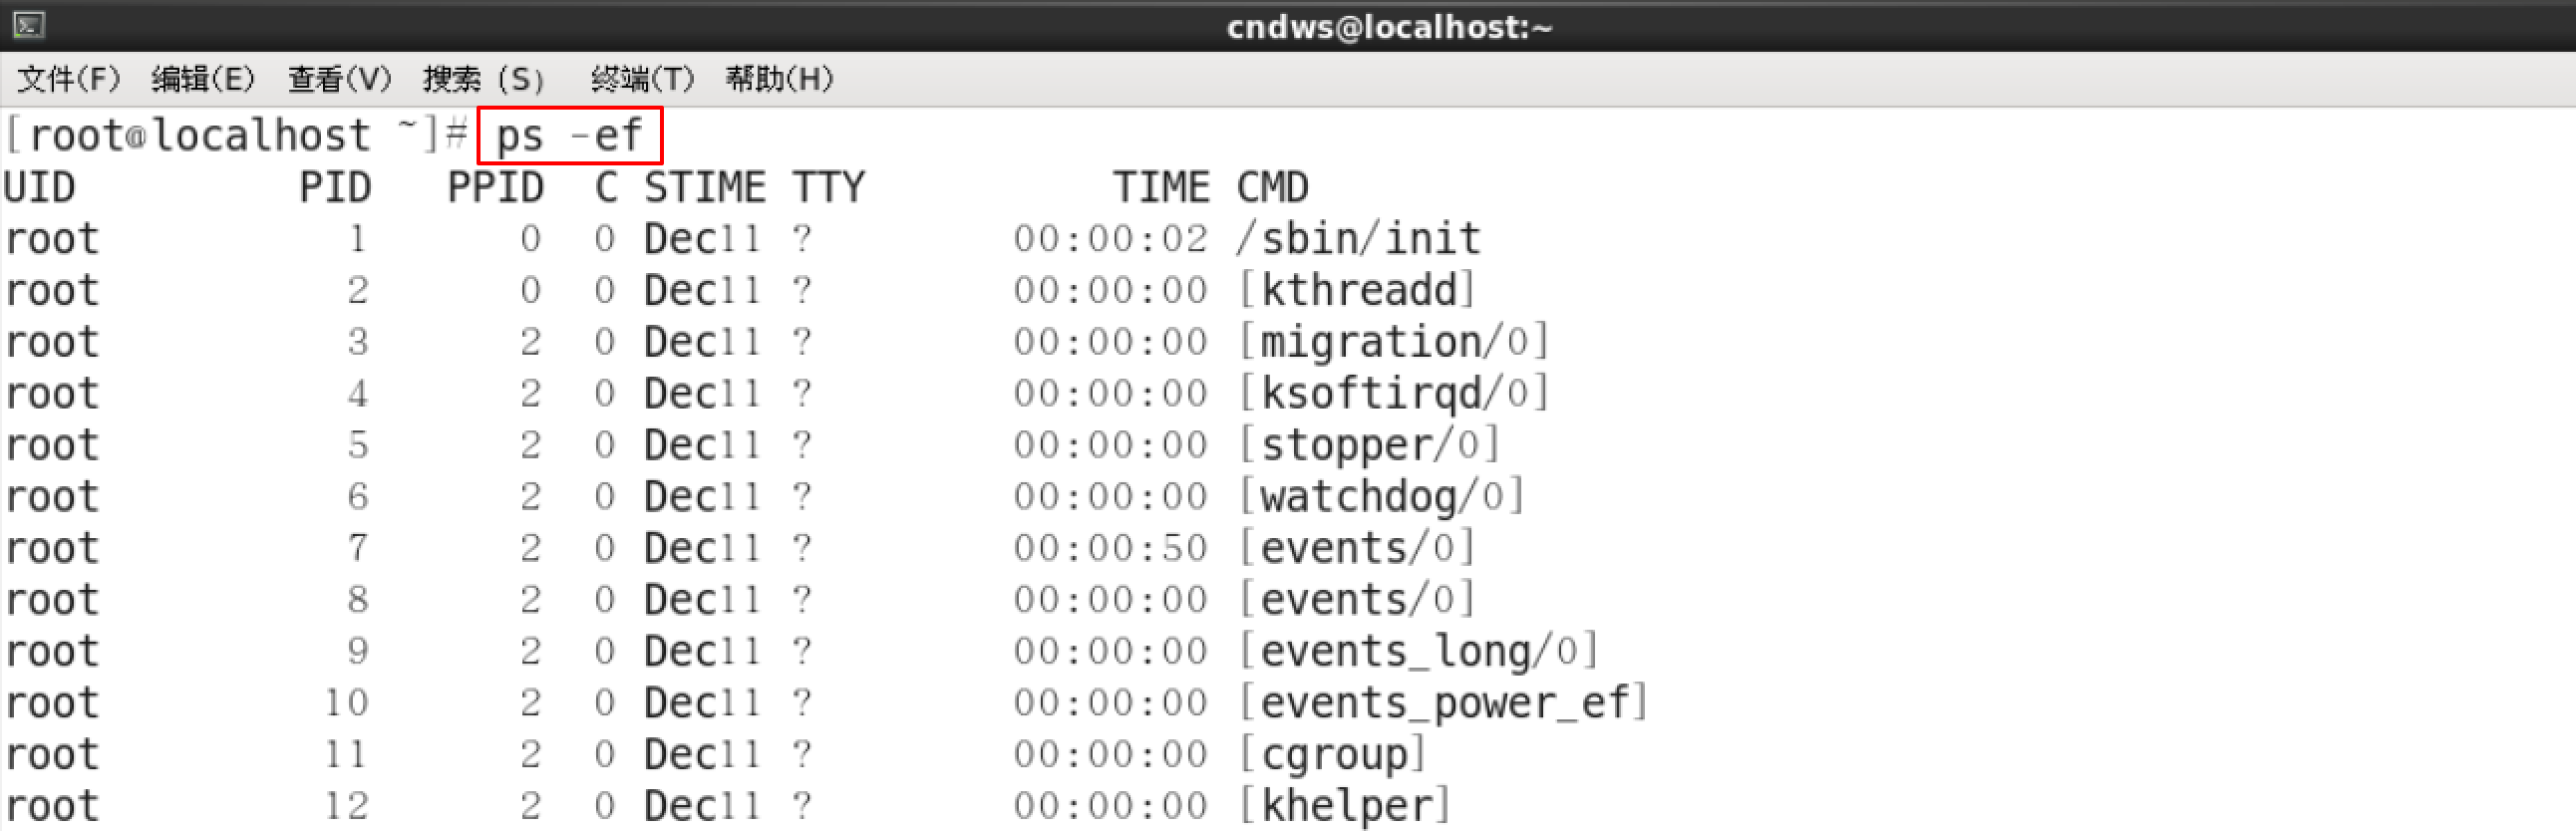 cndws@localhost:~
文件(F) 编辑(E) 查看(V) 搜索 (S) 终端(T) 帮助(H)
[root@localhost ~]# ps -ef
UID PID PPID C STIME TTY TIME CMD
root 1 0 0 Dec11 ? 00:00:02 /sbin/init
root 2 0 0 Dec11 ? 00:00:00 [kthreadd]
root 3 2 0 Dec11 ? 00:00:00 [migration/0]
root 4 2 0 Dec11 ? 00:00:00 [ksoftirqd/0]
root 5 2 0 Dec11 ? 00:00:00 [stopper/0]
root 6 2 0 Dec11 ? 00:00:00 [watchdog/0]
root 7 2 0 Dec11 ? 00:00:50 [events/0]
root 8 2 0 Dec11 ? 00:00:00 [events/0]
root 9 2 0 Dec11 ? 00:00:00 [events_long/0]
root 10 2 0 Dec11 ? 00:00:00 [events_power_ef]
root 11 2 0 Dec11 ? 00:00:00 [cgroup]
root 12 2 0 Dec11 ? 00:00:00 [khelper]